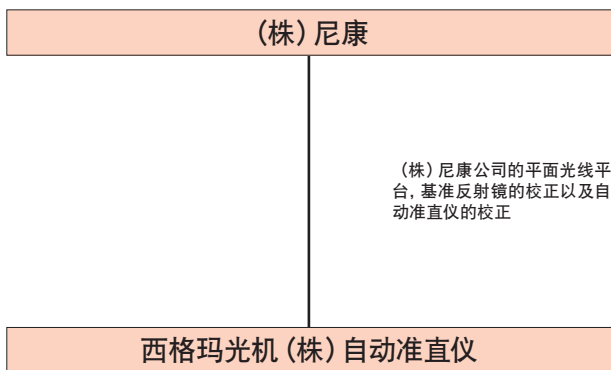 (株)尼康
(株)尼康公司的平面光线平
台,基准反射镜的校正以及自
动准直仪的校正
西格玛光机(株)自动准直仪